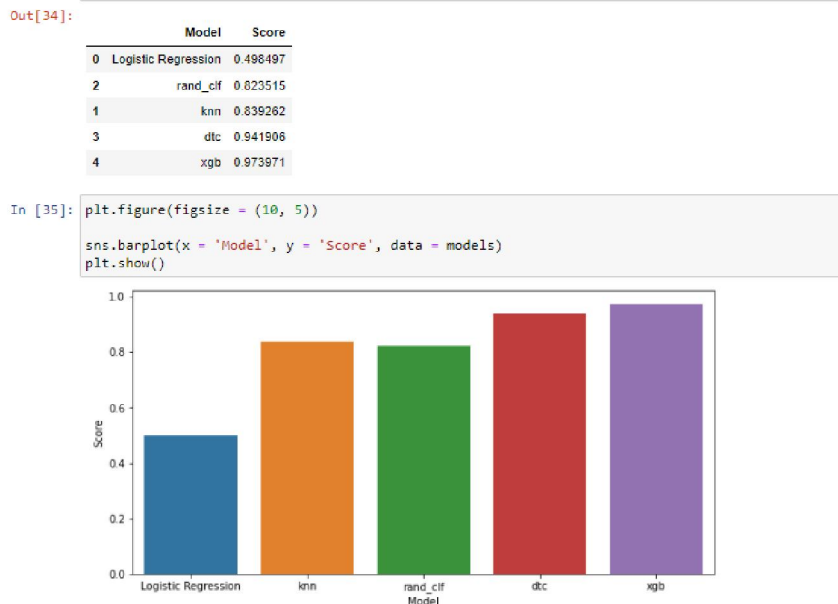 Out[34]:
Model Score
0 Logistic Regression 0.498497
2 rand_clf 0.823515
1 knn 0.839262
3 dtc 0.941906
4 xgb 0.973971
In [35]: plt.figure(figsize = (10, 5))
sns.barplot(x = 'Model', y = 'Score', data = models)
plt.show()
1.0
0.8
0.6
0.4
0.2
0.0
Score
Logistic Regression knn rand_clf dtc xgb
Model